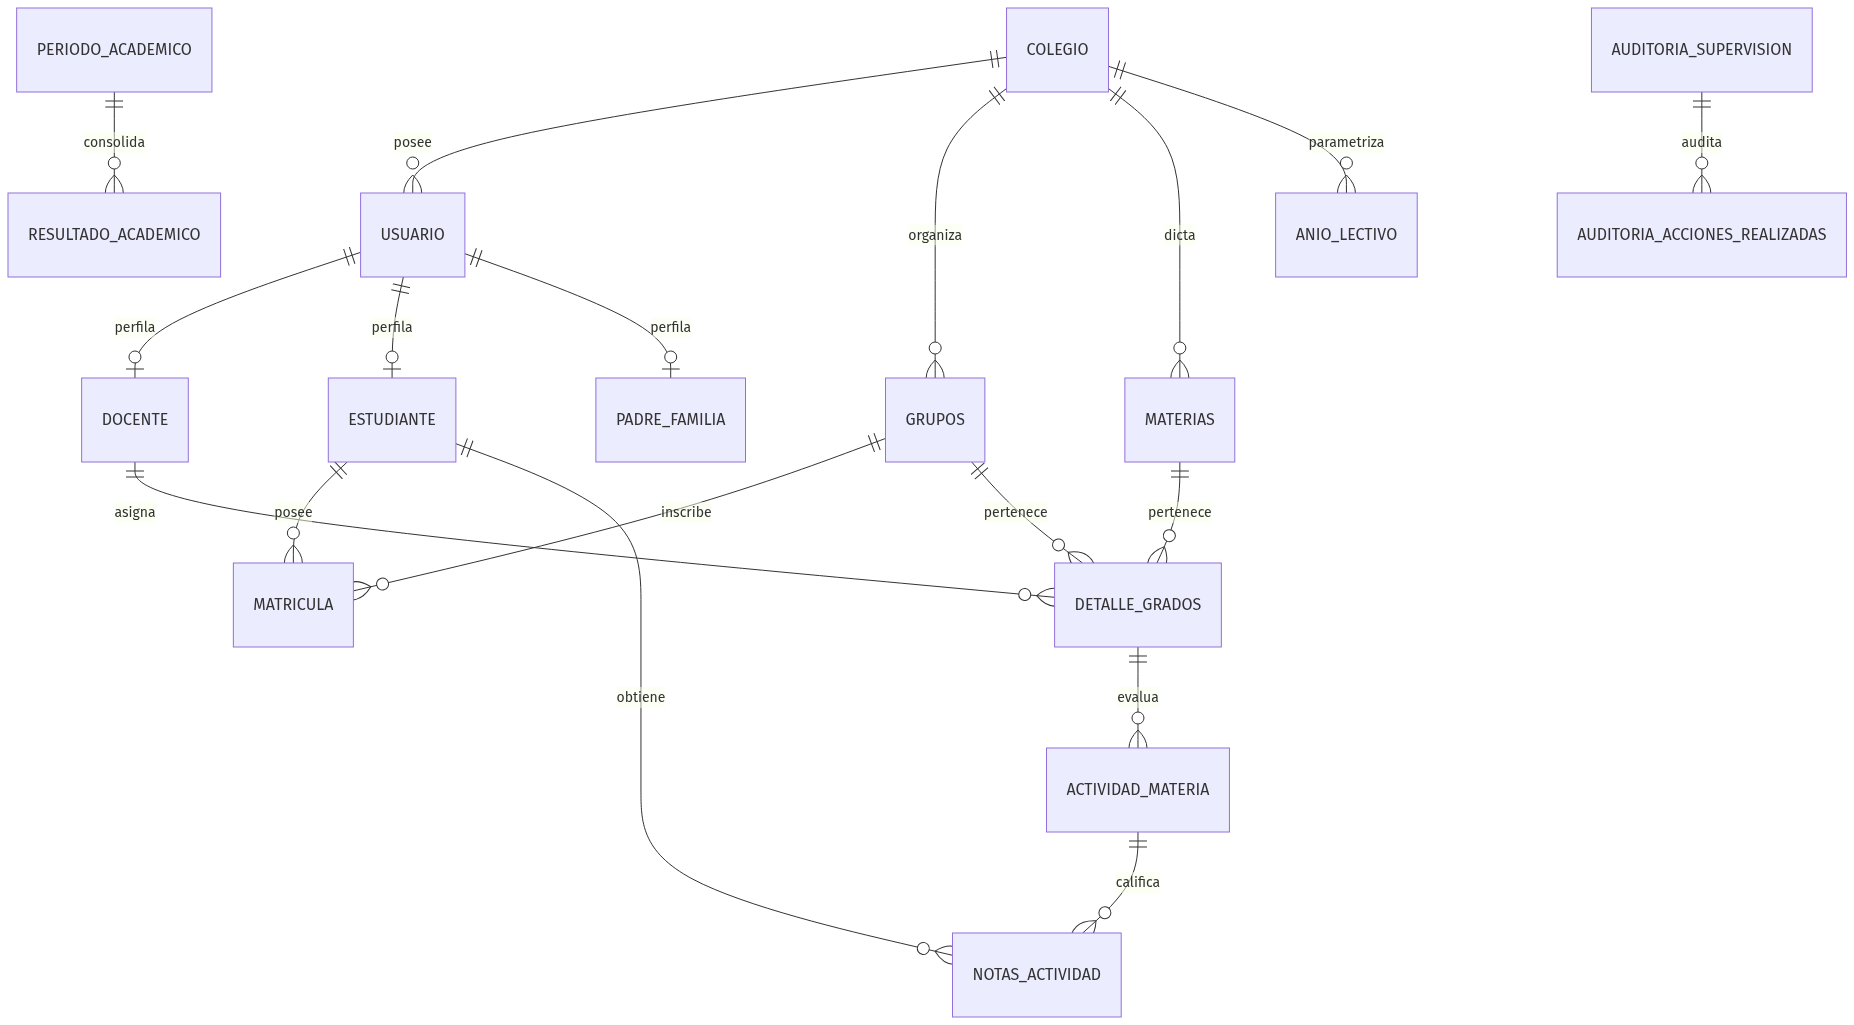 PERIODO_ACADEMICO
COLEGIO
AUDITORIA_SUPERVISION
consolida
posee
parametriza
audita
RESULTADO_ACADEMICO
USUARIO
organiza
dicta
ANIO_LECTIVO
AUDITORIA_ACCIONES_REALIZADAS
perfila
perfila
perfila
DOCENTE
ESTUDIANTE
PADRE_FAMILIA
GRUPOS
MATERIAS
asigna
posee
inscribe
pertenece
pertenece
MATRICULA
DETALLE_GRADOS
obtiene
evalua
ACTIVIDAD_MATERIA
califica
NOTAS_ACTIVIDAD